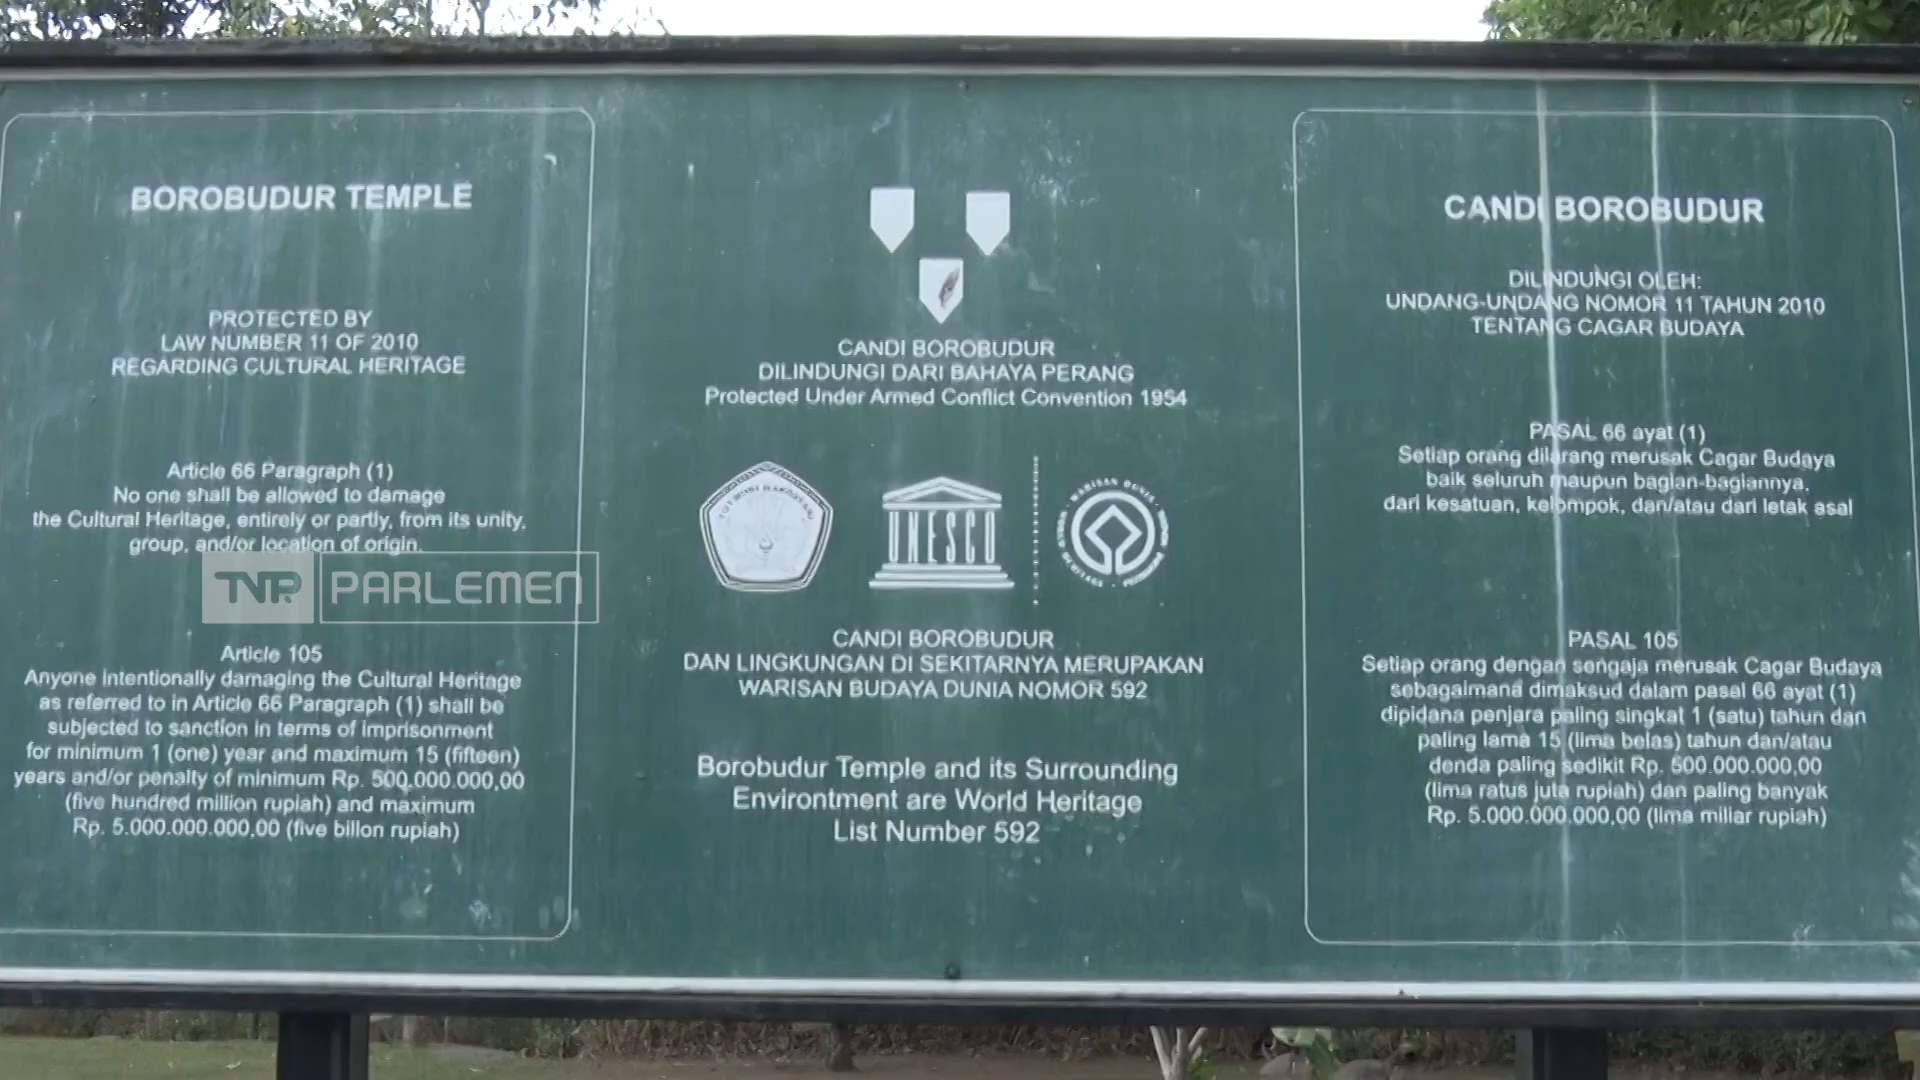 BOROBUDUR TEMPLE
PROTECTED BY
LAW NUMBER 11 OF 2010
REGARDING CULTURAL HERITAGE
Article 66 Paragraph (1)
No one shall be allowed to damage
the Cultural Heritage, entirely or partly, from its unity,
group, and/or location of origin.
TVR PARLEMEN
Article 105
Anyone intentionally damaging the Cultural Heritage
as referred to in Article 66 Paragraph (1) shall be
subjected to sanction in terms of imprisonment
for minimum 1 (one) year and maximum 15 (fifteen)
years and/or penalty of minimum Rp. 500.000.000,00
(five hundred million rupiah) and maximum
Rp. 5.000.000.000,00 (five billon rupiah)
CANDI BOROBUDUR
DILINDUNGI DARI BAHAYA PERANG
Protected Under Armed Conflict Convention 1954
TUT WURI HANDAYANI
UNESCO
WARISAN DUNIA
CANDI BOROBUDUR
DAN LINGKUNGAN DI SEKITARNYA MERUPAKAN
WARISAN BUDAYA DUNIA NOMOR 592
Borobudur Temple and its Surrounding
Environtment are World Heritage
List Number 592
CANDI BOROBUDUR
DILINDUNGI OLEH:
UNDANG-UNDANG NOMOR 11 TAHUN 2010
TENTANG CAGAR BUDAYA
PASAL 66 ayat (1)
Setiap orang dilarang merusak Cagar Budaya
baik seluruh maupun bagian-bagiannya,
dari kesatuan, kelompok, dan/atau dari letak asal
PASAL 105
Setiap orang dengan sengaja merusak Cagar Budaya
sebagaimana dimaksud dalam pasal 66 ayat (1)
dipidana penjara paling singkat 1 (satu) tahun dan
paling lama 15 (lima belas) tahun dan/atau
denda paling sedikit Rp. 500.000.000,00
(lima ratus juta rupiah) dan paling banyak
Rp. 5.000.000.000,00 (lima miliar rupiah)